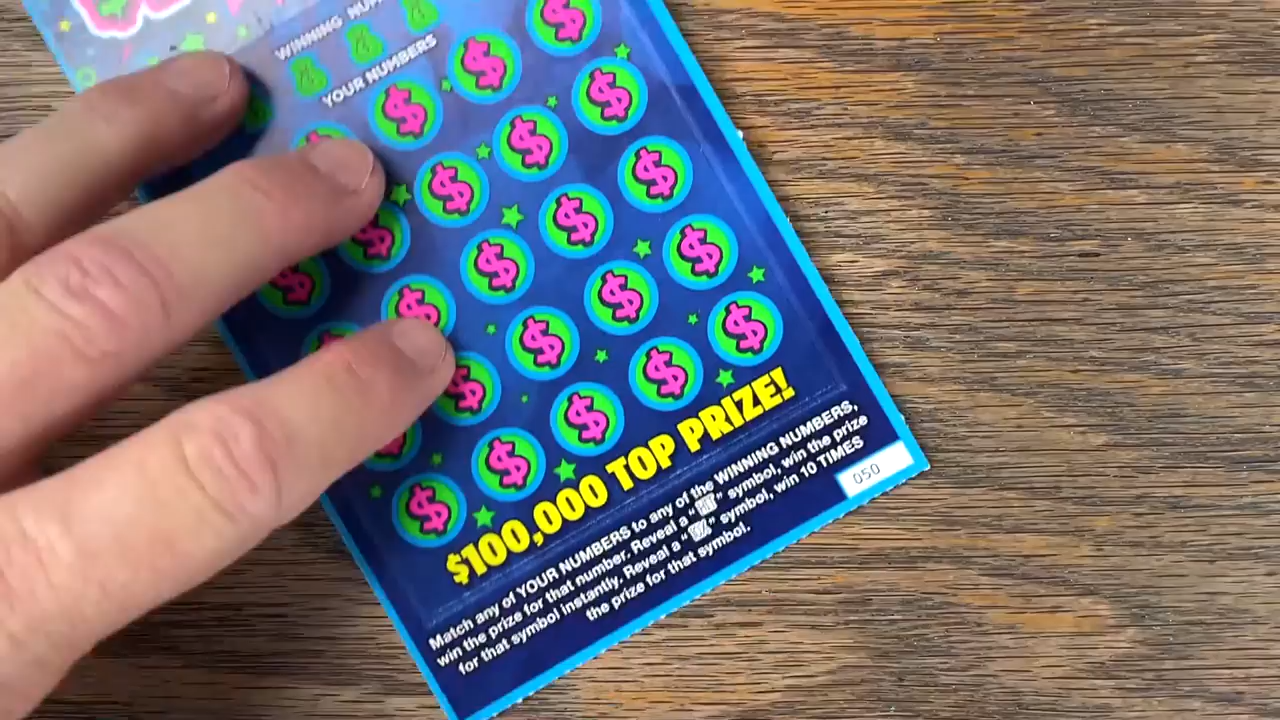 WINNING
YOUR NUMBERS
$100,000 TOP PRIZE!
Match any of YOUR NUMBERS to any of the WINNING NUMBERS,
win the prize for that number. Reveal a "HIT" symbol, win the prize
for that symbol instantly. Reveal a " " symbol, win 10 TIMES
the prize for that symbol.
050